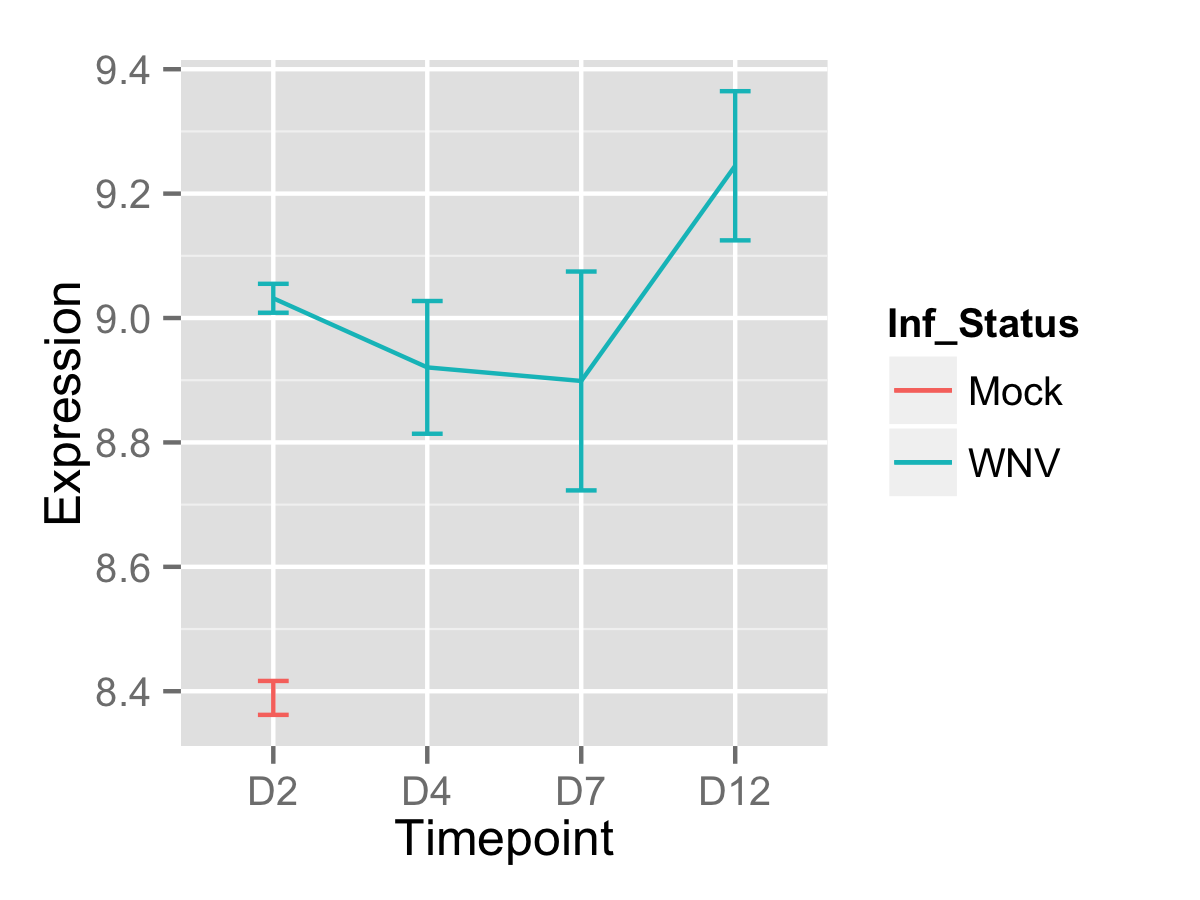 9.4
9.2
9.0
8.8
8.6
8.4
Expression
D2 D4 D7 D12
Timepoint
Inf_Status
Mock
WNV